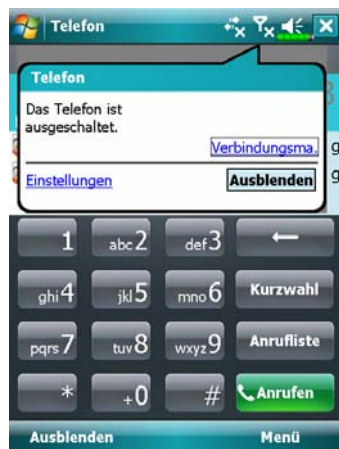 Telefon
Telefon
Das Telefon ist
ausgeschaltet.
Verbindungsma.
Einstellungen
Ausblenden
1 abc2 def3
ghi4 jkl5 mno6 Kurzwahl
pqrs7 tuv8 wxyz9 Anrufliste
* +0 # Anrufen
Ausblenden Menü